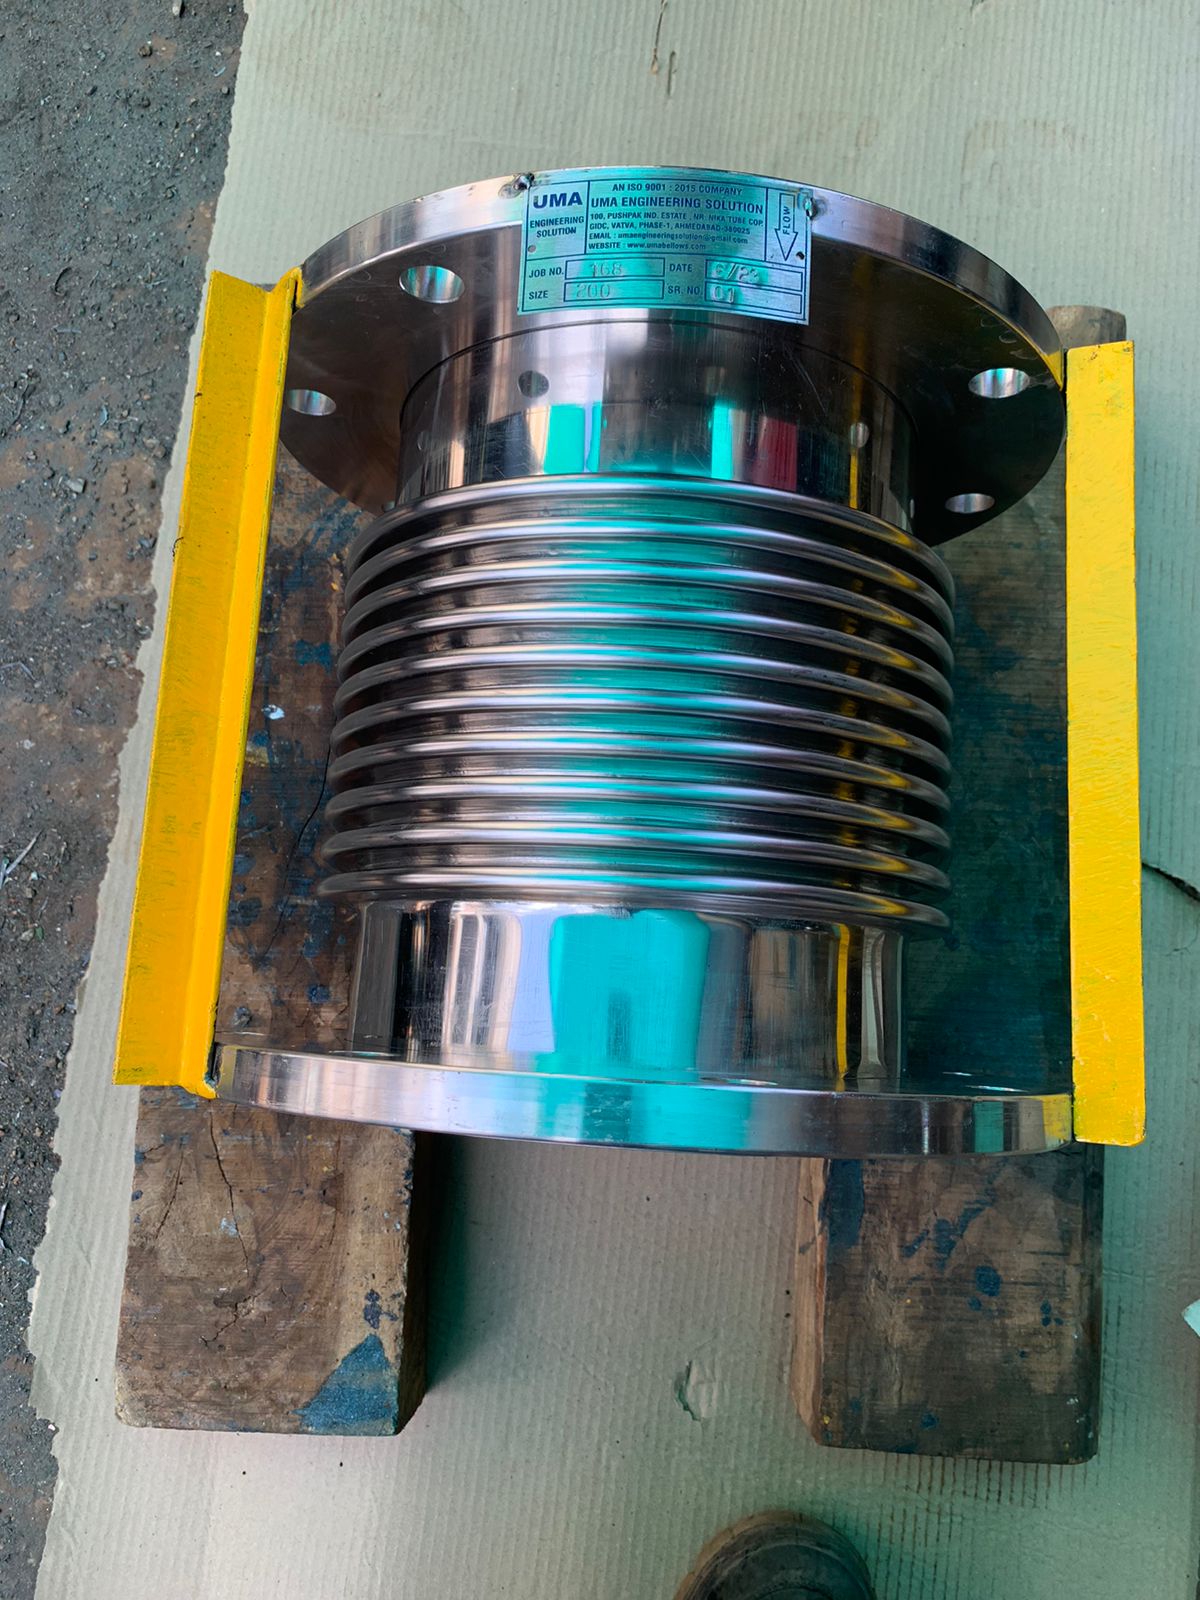 AN ISO 9001 : 2015 COMPANY
UMA
ENGINEERING
SOLUTION
UMA ENGINEERING SOLUTION
100, PUSHPAK IND. ESTATE , NR. NIKA TUBE COP.
GIDC, VATVA, PHASE-1, AHMEDABAD-380025
EMAIL : umaengineeringsolution@gmail.com
WEBSITE : www.umabellows.com
FLOW
JOB NO. 168 DATE
SIZE 200 SR. NO. 01